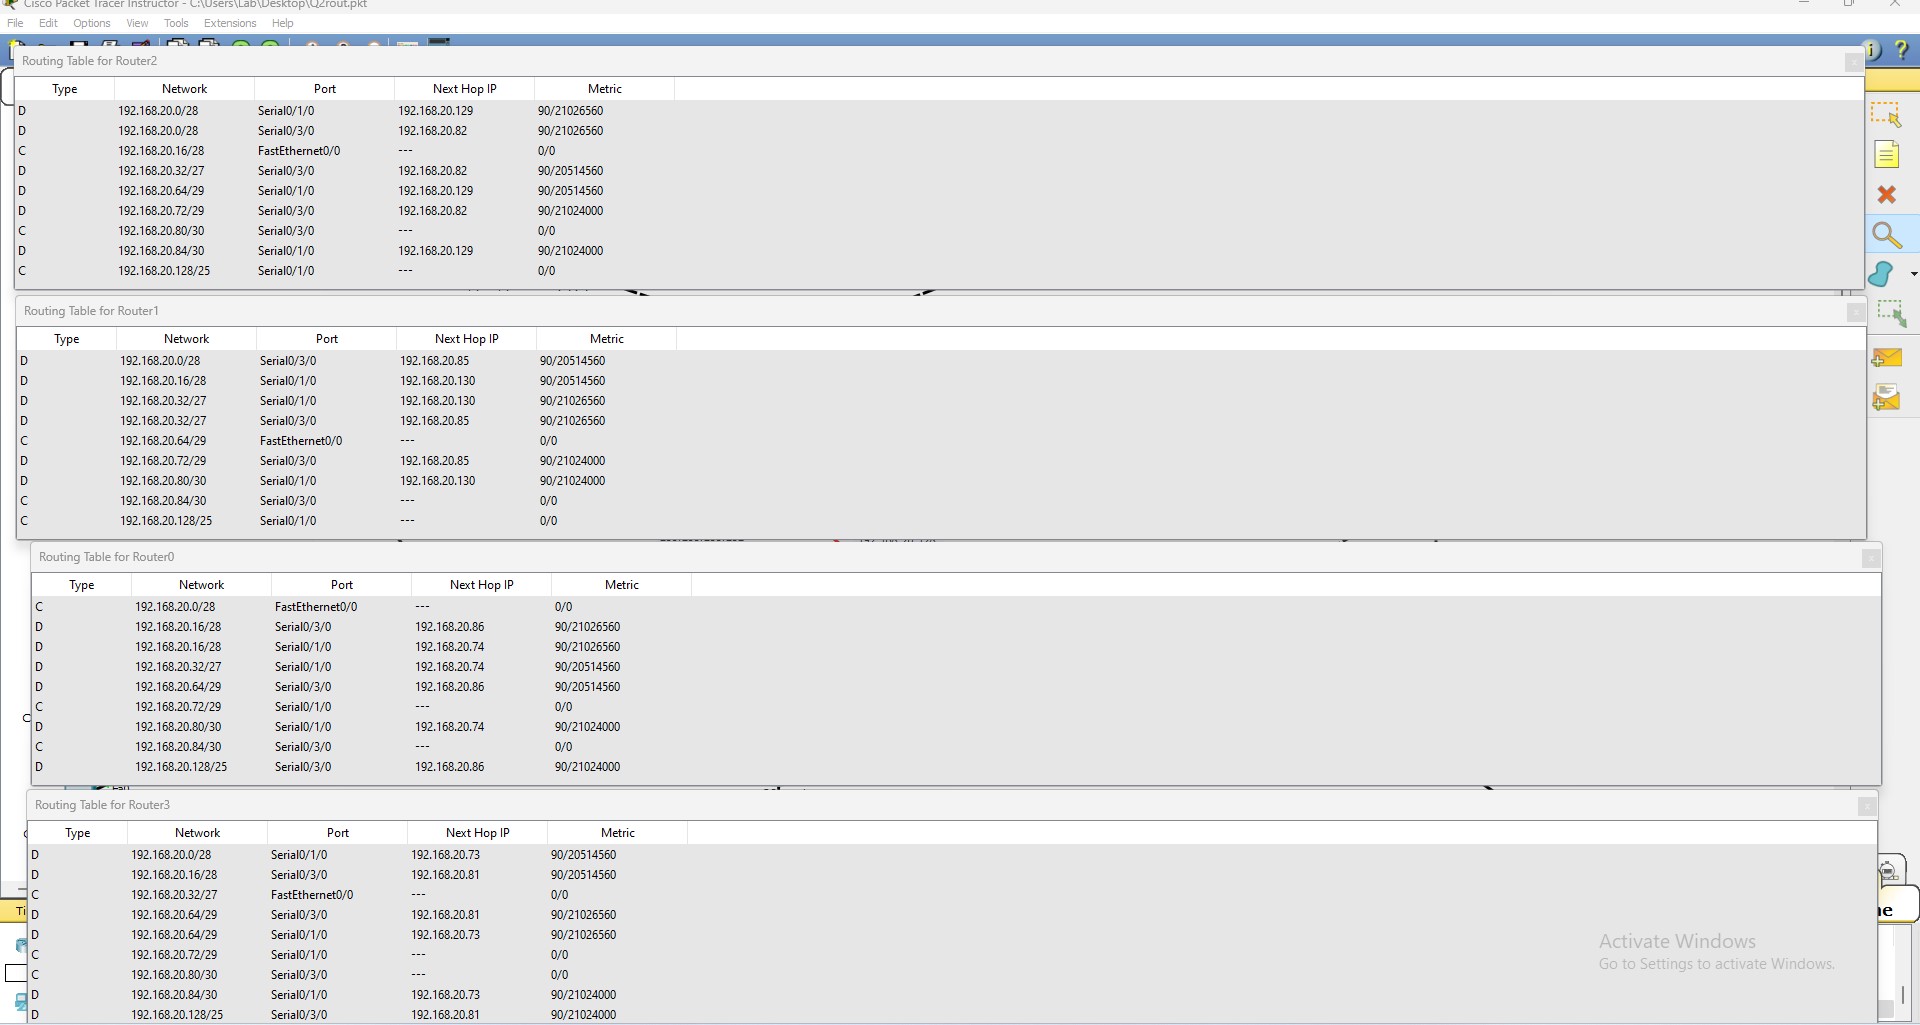 Cisco Packet Tracer Instructor - C:\Users\Lab\Desktop\Q2rout.pkt
File Edit Options View Tools Extensions Help
Routing Table for Router2
Type Network Port Next Hop IP Metric
D 192.168.20.0/28 Serial0/1/0 192.168.20.129 90/21026560
D 192.168.20.0/28 Serial0/3/0 192.168.20.82 90/21026560
C 192.168.20.16/28 FastEthernet0/0 --- 0/0
D 192.168.20.32/27 Serial0/3/0 192.168.20.82 90/20514560
D 192.168.20.64/29 Serial0/1/0 192.168.20.129 90/20514560
D 192.168.20.72/29 Serial0/3/0 192.168.20.82 90/21024000
C 192.168.20.80/30 Serial0/3/0 --- 0/0
D 192.168.20.84/30 Serial0/1/0 192.168.20.129 90/21024000
C 192.168.20.128/25 Serial0/1/0 --- 0/0
Routing Table for Router1
Type Network Port Next Hop IP Metric
D 192.168.20.0/28 Serial0/3/0 192.168.20.85 90/20514560
D 192.168.20.16/28 Serial0/1/0 192.168.20.130 90/20514560
D 192.168.20.32/27 Serial0/1/0 192.168.20.130 90/21026560
D 192.168.20.32/27 Serial0/3/0 192.168.20.85 90/21026560
C 192.168.20.64/29 FastEthernet0/0 --- 0/0
D 192.168.20.72/29 Serial0/3/0 192.168.20.85 90/21024000
D 192.168.20.80/30 Serial0/1/0 192.168.20.130 90/21024000
C 192.168.20.84/30 Serial0/3/0 --- 0/0
C 192.168.20.128/25 Serial0/1/0 --- 0/0
Routing Table for Router0
Type Network Port Next Hop IP Metric
C 192.168.20.0/28 FastEthernet0/0 --- 0/0
D 192.168.20.16/28 Serial0/3/0 192.168.20.86 90/21026560
D 192.168.20.16/28 Serial0/1/0 192.168.20.74 90/21026560
D 192.168.20.32/27 Serial0/1/0 192.168.20.74 90/20514560
D 192.168.20.64/29 Serial0/3/0 192.168.20.86 90/20514560
C 192.168.20.72/29 Serial0/1/0 --- 0/0
D 192.168.20.80/30 Serial0/1/0 192.168.20.74 90/21024000
C 192.168.20.84/30 Serial0/3/0 --- 0/0
D 192.168.20.128/25 Serial0/3/0 192.168.20.86 90/21024000
Routing Table for Router3
Type Network Port Next Hop IP Metric
D 192.168.20.0/28 Serial0/1/0 192.168.20.73 90/20514560
D 192.168.20.16/28 Serial0/3/0 192.168.20.81 90/20514560
C 192.168.20.32/27 FastEthernet0/0 --- 0/0
D 192.168.20.64/29 Serial0/3/0 192.168.20.81 90/21026560
D 192.168.20.64/29 Serial0/1/0 192.168.20.73 90/21026560
C 192.168.20.72/29 Serial0/1/0 --- 0/0
C 192.168.20.80/30 Serial0/3/0 --- 0/0
D 192.168.20.84/30 Serial0/1/0 192.168.20.73 90/21024000
D 192.168.20.128/25 Serial0/3/0 192.168.20.81 90/21024000
Activate Windows
Go to Settings to activate Windows.